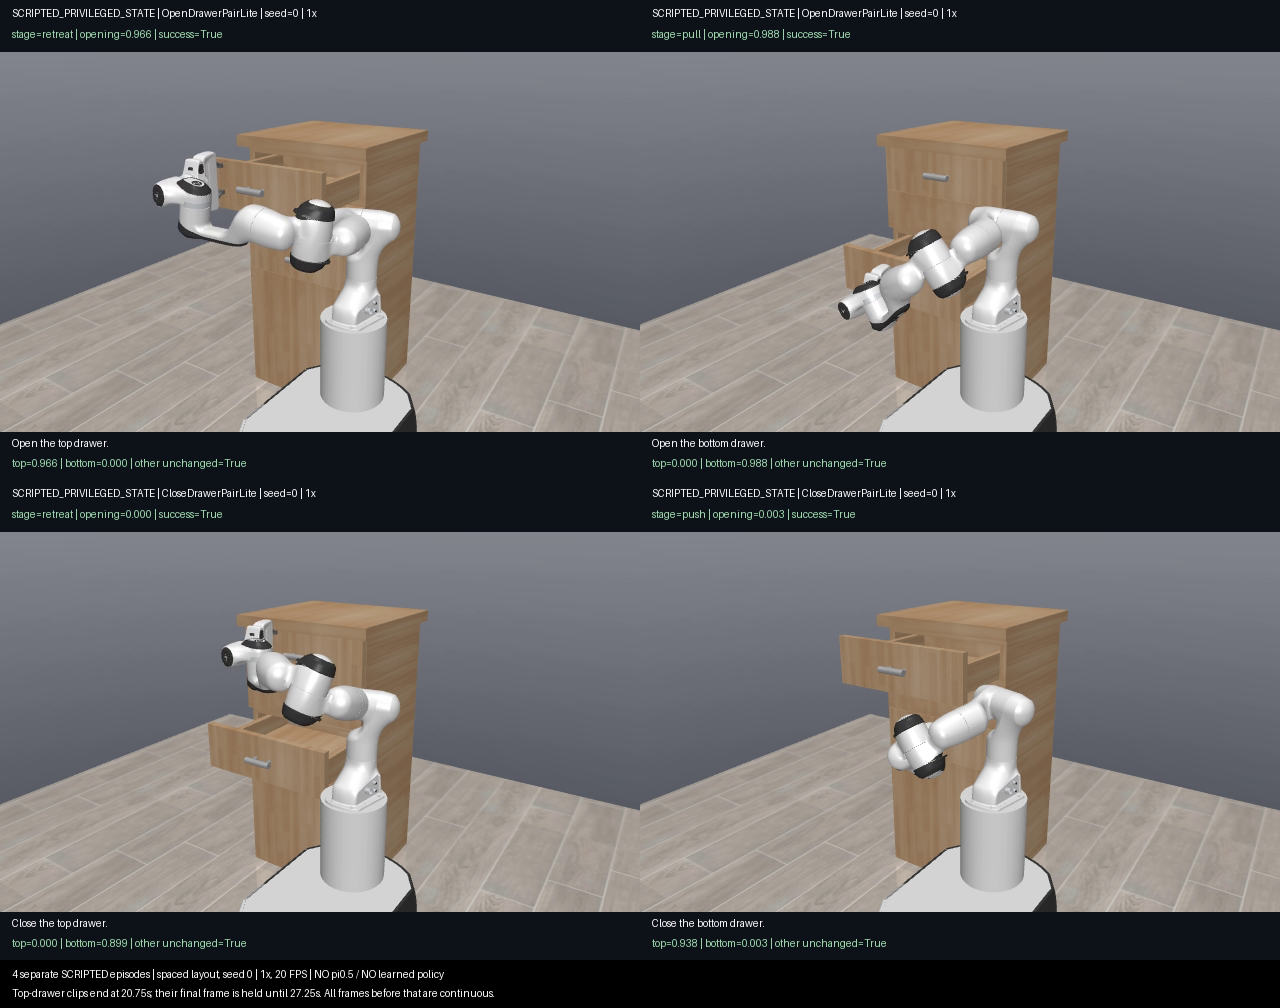 SCRIPTED_PRIVILEGED_STATE | OpenDrawerPairLite | seed=0 | 1x
stage=retreat | opening=0.966 | success=True
SCRIPTED_PRIVILEGED_STATE | OpenDrawerPairLite | seed=0 | 1x
stage=pull | opening=0.988 | success=True
Open the top drawer.
top=0.966 | bottom=0.000 | other unchanged=True
Open the bottom drawer.
top=0.000 | bottom=0.988 | other unchanged=True
SCRIPTED_PRIVILEGED_STATE | CloseDrawerPairLite | seed=0 | 1x
stage=retreat | opening=0.000 | success=True
SCRIPTED_PRIVILEGED_STATE | CloseDrawerPairLite | seed=0 | 1x
stage=push | opening=0.003 | success=True
Close the top drawer.
top=0.000 | bottom=0.899 | other unchanged=True
Close the bottom drawer.
top=0.938 | bottom=0.003 | other unchanged=True
4 separate SCRIPTED episodes | spaced layout, seed 0 | 1x, 20 FPS | NO pi0.5 / NO learned policy
Top-drawer clips end at 20.75s; their final frame is held until 27.25s. All frames before that are continuous.